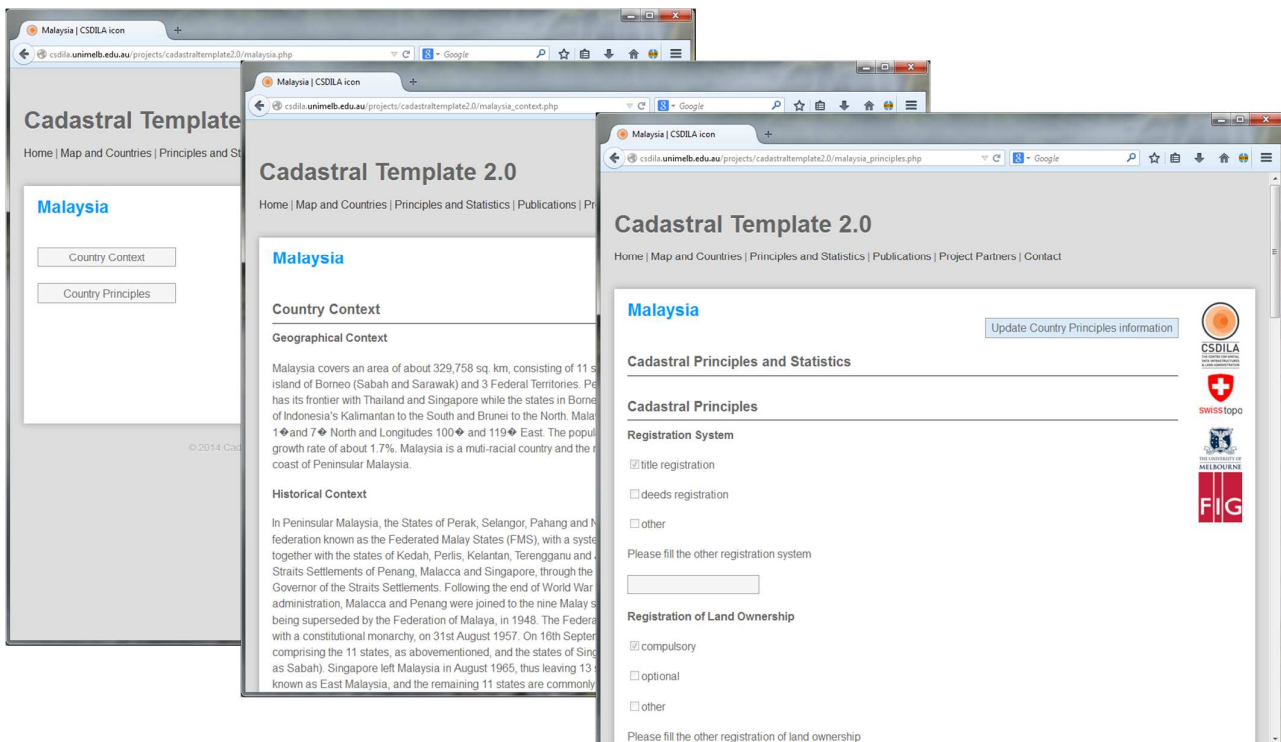 Malaysia | CSDILA icon
csdila.unimelb.edu.au/projects/cadastraltemplate2.0/malaysia.php
Google
Cadastral Template
Home | Map and Countries | Principles and St
Malaysia
Country Context
Country Principles
© 2014 Cad
Malaysia | CSDILA icon
csdila.unimelb.edu.au/projects/cadastraltemplate2.0/malaysia_context.php
Google
Cadastral Template 2.0
Home | Map and Countries | Principles and Statistics | Publications | Pr
Malaysia
Country Context
Geographical Context
Malaysia covers an area of about 329,758 sq. km, consisting of 11 s
island of Borneo (Sabah and Sarawak) and 3 Federal Territories. Pe
has its frontier with Thailand and Singapore while the states in Borne
of Indonesia's Kalimantan to the South and Brunei to the North. Mala
1�and 7� North and Longitudes 100� and 119� East. The popul
growth rate of about 1.7%. Malaysia is a muti-racial country and the r
coast of Peninsular Malaysia.
Historical Context
In Peninsular Malaysia, the States of Perak, Selangor, Pahang and N
federation known as the Federated Malay States (FMS), with a syste
together with the states of Kedah, Perlis, Kelantan, Terengganu and
Straits Settlements of Penang, Malacca and Singapore, through the
Governor of the Straits Settlements. Following the end of World War
administration, Malacca and Penang were joined to the nine Malay s
being superseded by the Federation of Malaya, in 1948. The Federa
with a constitutional monarchy, on 31st August 1957. On 16th Septer
comprising the 11 states, as abovementioned, and the states of Sing
as Sabah). Singapore left Malaysia in August 1965, thus leaving 13
known as East Malaysia, and the remaining 11 states are commonly
Malaysia | CSDILA icon
csdila.unimelb.edu.au/projects/cadastraltemplate2.0/malaysia_principles.php
Google
Cadastral Template 2.0
Home | Map and Countries | Principles and Statistics | Publications | Project Partners | Contact
Malaysia
Update Country Principles information
Cadastral Principles and Statistics
Cadastral Principles
Registration System
title registration
deeds registration
other
Please fill the other registration system
Registration of Land Ownership
compulsory
optional
other
Please fill the other registration of land ownership
CSDILA
THE CENTRE FOR SPATIAL
DATA INFRASTRUCTURES
& LAND ADMINISTRATION
swisstopo
THE UNIVERSITY OF
MELBOURNE
FIG